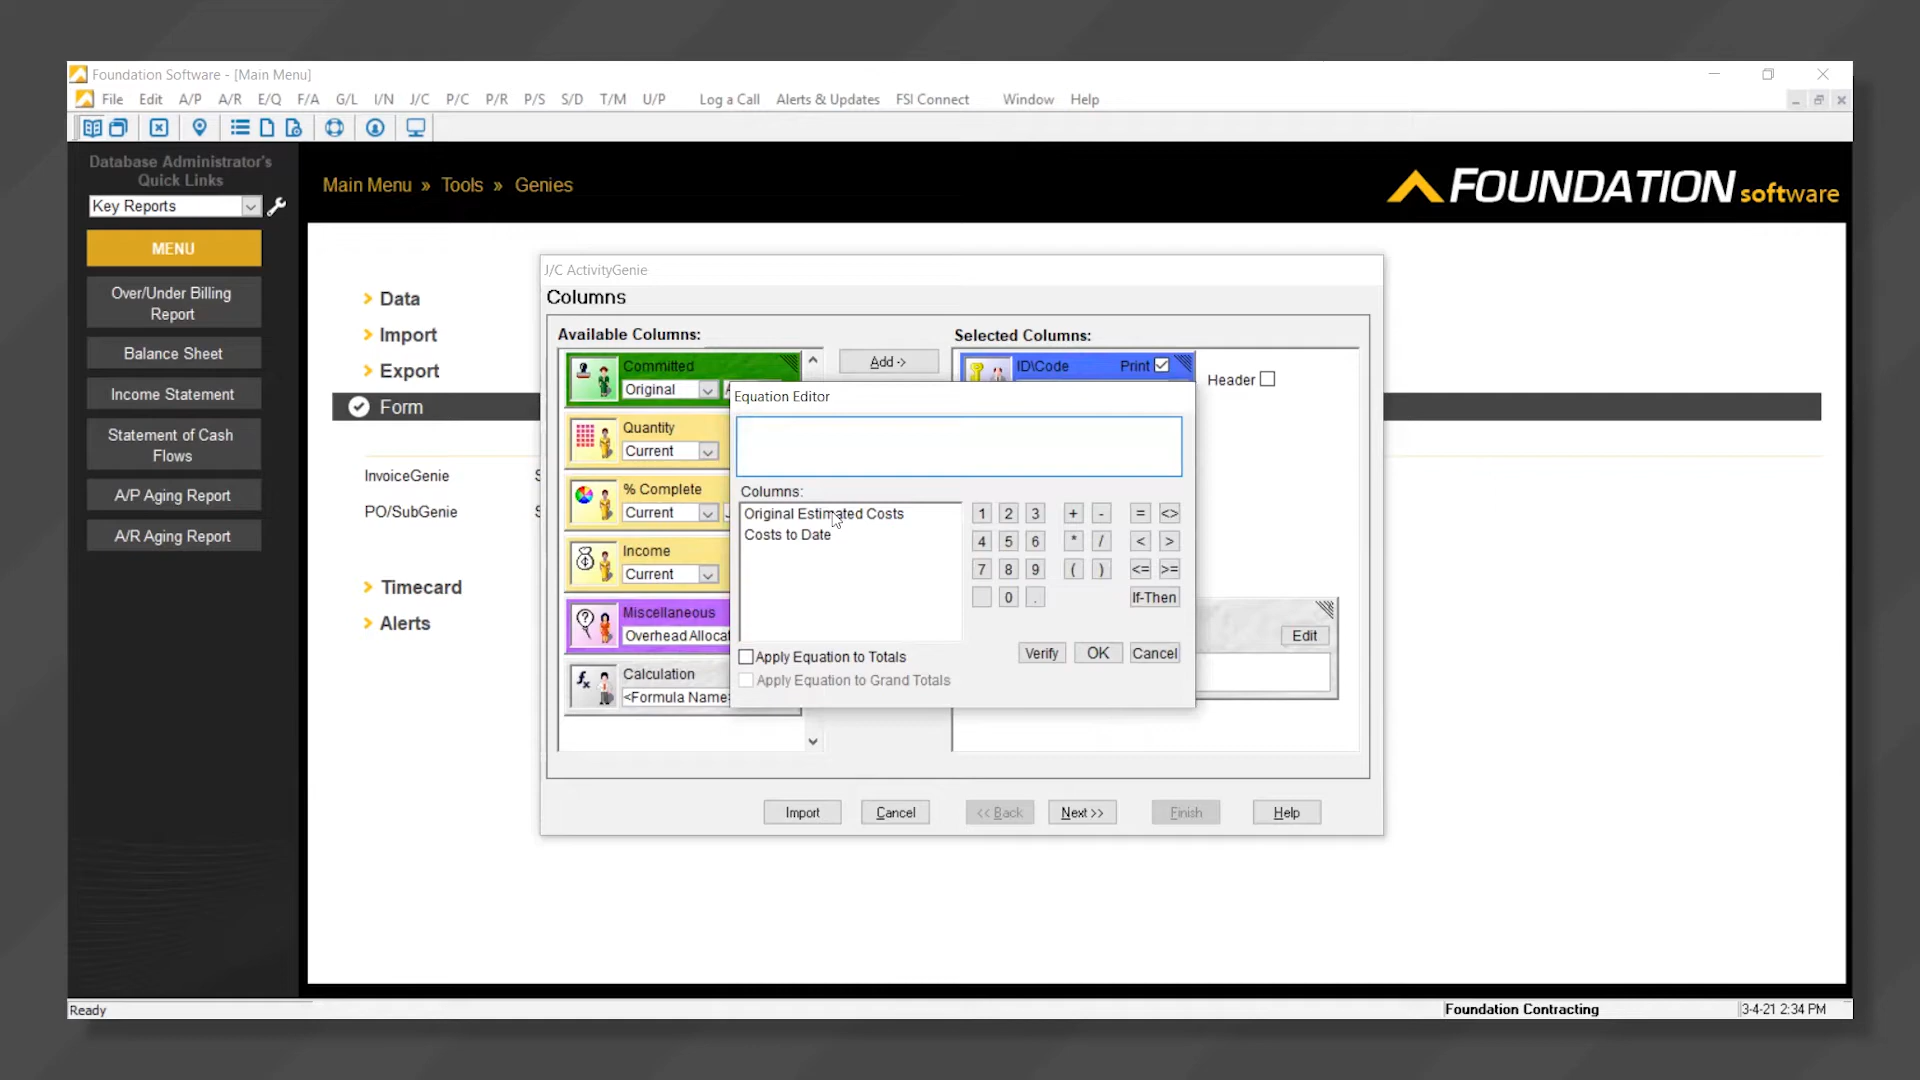 Foundation Software - [Main Menu]
File Edit A/P A/R E/Q F/A G/L I/N J/C P/C P/R P/S S/D T/M U/P Log a Call Alerts & Updates FSI Connect Window Help
Database Administrator's
Quick Links
Key Reports
MENU
Over/Under Billing
Report
Balance Sheet
Income Statement
Statement of Cash
Flows
A/P Aging Report
A/R Aging Report
Main Menu » Tools » Genies
FOUNDATION software
Data
Import
Export
Form
InvoiceGenie
PO/SubGenie
Timecard
Alerts
J/C ActivityGenie
Columns
Available Columns:
Committed
Original
Quantity
Current
% Complete
Current
Income
Current
Miscellaneous
Overhead Allocat
Calculation
<Formula Name>
Add ->
Selected Columns:
ID\Code Print
Header
Edit
Equation Editor
Columns:
Original Estimated Costs
Costs to Date
1 2 3 + - = <>
4 5 6 * / < >
7 8 9 ( ) <= >=
0 . If-Then
Verify OK Cancel
Apply Equation to Totals
Apply Equation to Grand Totals
Import Cancel << Back Next >> Finish Help
Ready
Foundation Contracting
3-4-21 2:34 PM